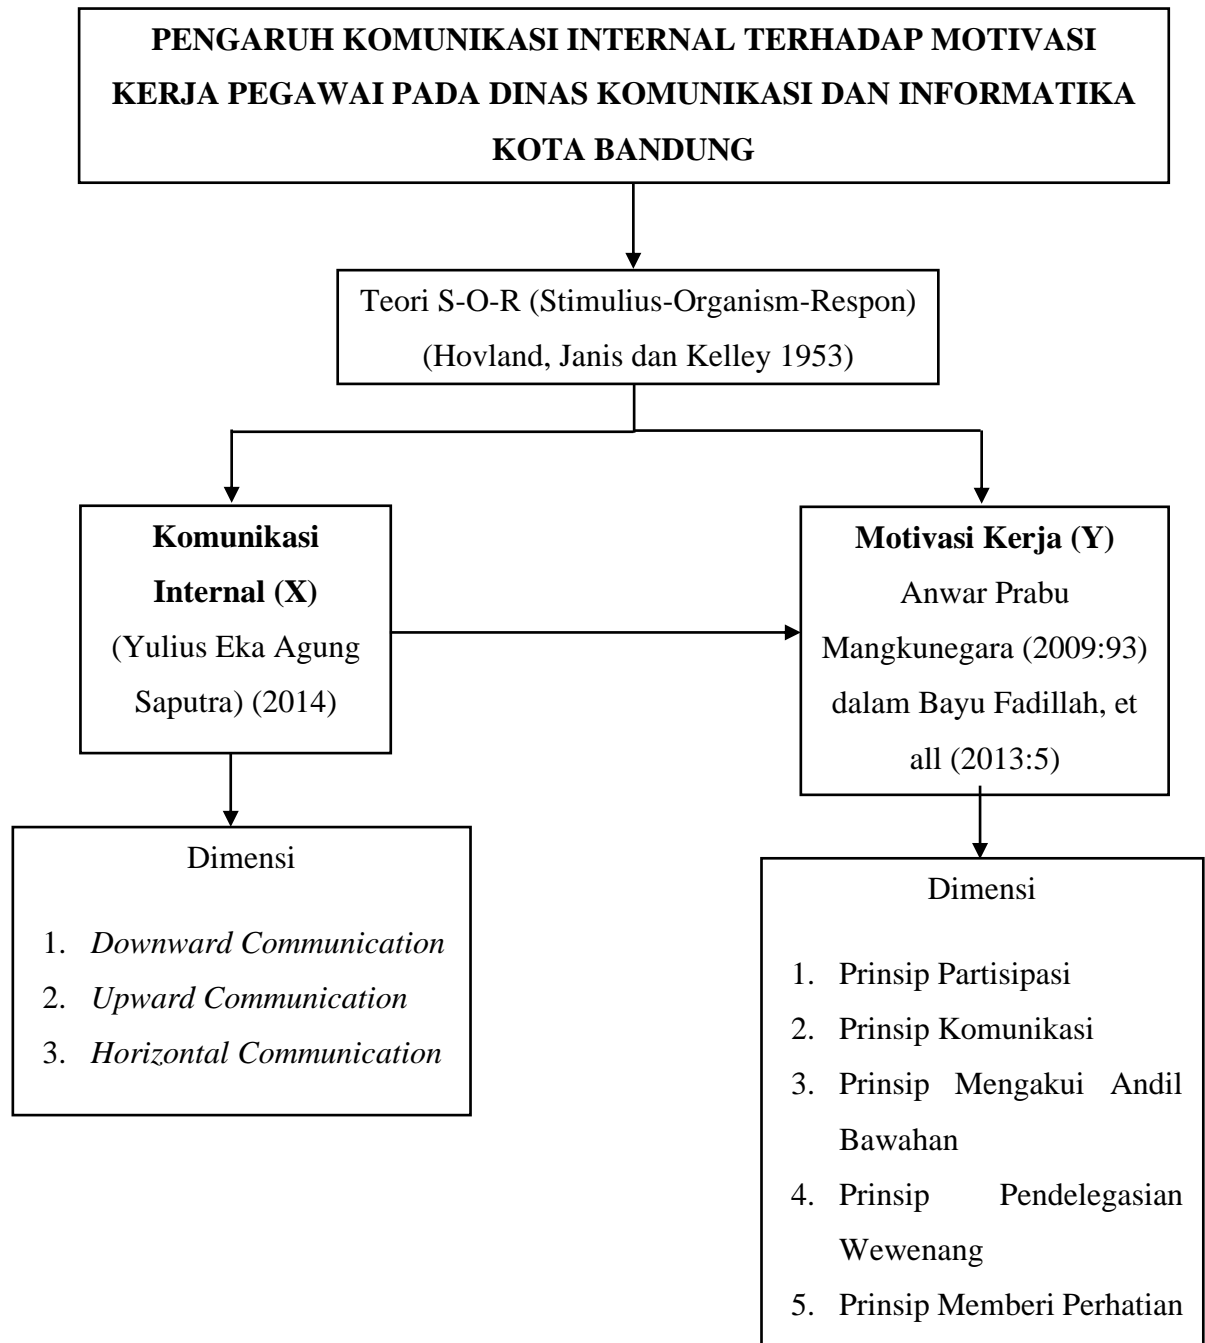 PENGARUH KOMUNIKASI INTERNAL TERHADAP MOTIVASI
KERJA PEGAWAI PADA DINAS KOMUNIKASI DAN INFORMATIKA
KOTA BANDUNG
Teori S-O-R (Stimulius-Organism-Respon)
(Hovland, Janis dan Kelley 1953)
Komunikasi
Internal (X)
(Yulius Eka Agung
Saputra) (2014)
Motivasi Kerja (Y)
Anwar Prabu
Mangkunegara (2009:93)
dalam Bayu Fadillah, et
all (2013:5)
Dimensi
1. Downward Communication
2. Upward Communication
3. Horizontal Communication
Dimensi
1. Prinsip Partisipasi
2. Prinsip Komunikasi
3. Prinsip Mengakui Andil
Bawahan
4. Prinsip Pendelegasian
Wewenang
5. Prinsip Memberi Perhatian